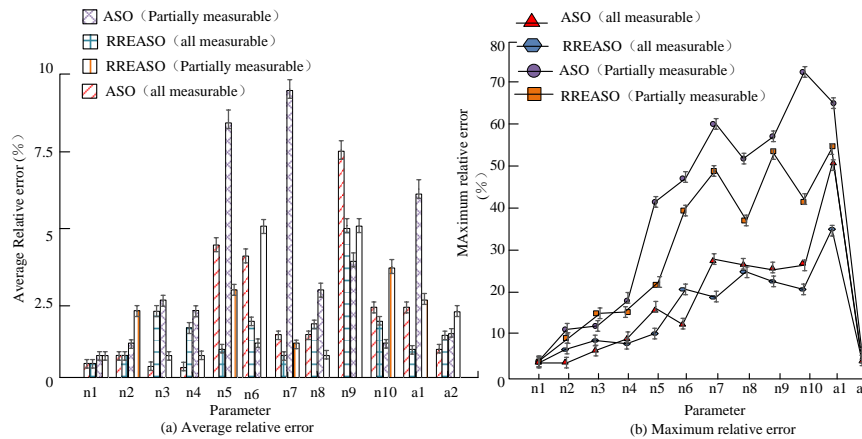 ASO (Partially measurable)
RREASO (all measurable)
RREASO (Partially measurable)
ASO (all measurable)
10
7.5
5
2.5
0
Average Relative error (%)
n1 n2 n3 n4 n5 n6 n7 n8 n9 n10 a1 a2
Parameter
(a) Average relative error
ASO (all measurable)
RREASO (all measurable)
ASO (Partially measurable)
RREASO (Partially measurable)
80
70
60
50
40
30
20
10
0
MAximum relative error
(%)
n1 n2 n3 n4 n5 n6 n7 n8 n9 n10 a1 a
Parameter
(b) Maximum relative error